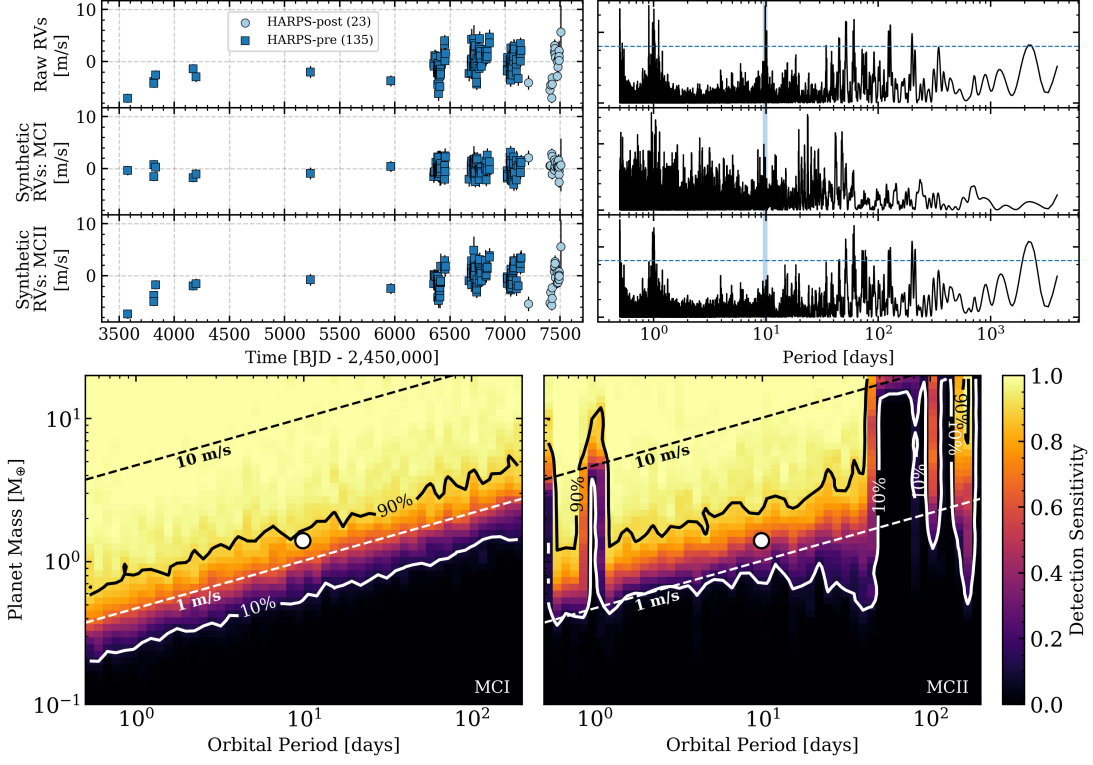 10
0
Raw RVs
[m/s]
HARPS-post (23)
HARPS-pre (135)
10
0
Synthetic
RVs: MCI
[m/s]
10
0
Synthetic
RVs: MCII
[m/s]
3500 4000 4500 5000 5500 6000 6500 7000 7500
Time [BJD - 2,450,000]
10⁰ 10¹ 10² 10³
Period [days]
10¹
10⁰
10⁻¹
Planet Mass [M⊕]
10 m/s
90%
1 m/s
10%
MCI
10⁰ 10¹ 10²
Orbital Period [days]
10 m/s
90%
1 m/s
10%
10%
10%
90%
MCII
10⁰ 10¹ 10²
Orbital Period [days]
1.0
0.8
0.6
0.4
0.2
0.0
Detection Sensitivity